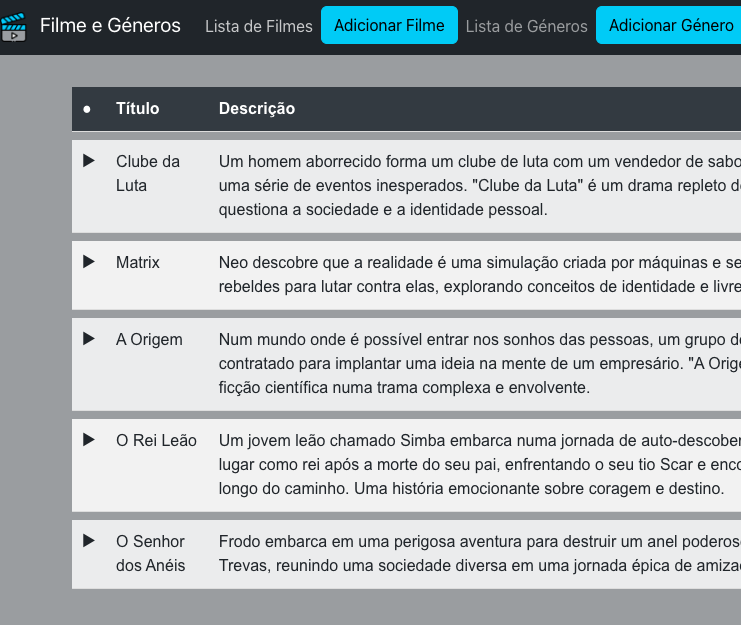 Filme e Géneros Lista de Filmes Adicionar Filme Lista de Géneros Adicionar Género
● Título Descrição
▶ Clube da Luta
Um homem aborrecido forma um clube de luta com um vendedor de sabo
uma série de eventos inesperados. "Clube da Luta" é um drama repleto d
questiona a sociedade e a identidade pessoal.
▶ Matrix
Neo descobre que a realidade é uma simulação criada por máquinas e se
rebeldes para lutar contra elas, explorando conceitos de identidade e livre
▶ A Origem
Num mundo onde é possível entrar nos sonhos das pessoas, um grupo d
contratado para implantar uma ideia na mente de um empresário. "A Orige
ficção científica numa trama complexa e envolvente.
▶ O Rei Leão
Um jovem leão chamado Simba embarca numa jornada de auto-descober
lugar como rei após a morte do seu pai, enfrentando o seu tio Scar e enco
longo do caminho. Uma história emocionante sobre coragem e destino.
▶ O Senhor dos Anéis
Frodo embarca em uma perigosa aventura para destruir um anel poderos
Trevas, reunindo uma sociedade diversa em uma jornada épica de amiza